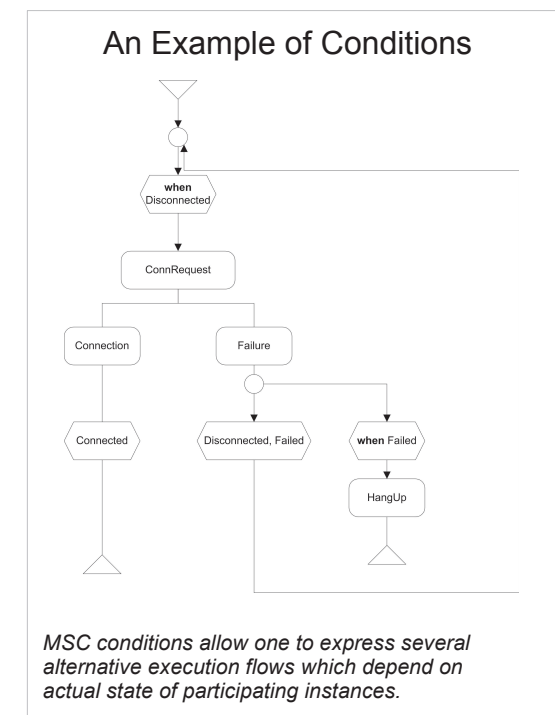 An Example of Conditions
when
Disconnected
ConnRequest
Connection
Failure
Connected
Disconnected, Failed
when Failed
HangUp
MSC conditions allow one to express several
alternative execution flows which depend on
actual state of participating instances.